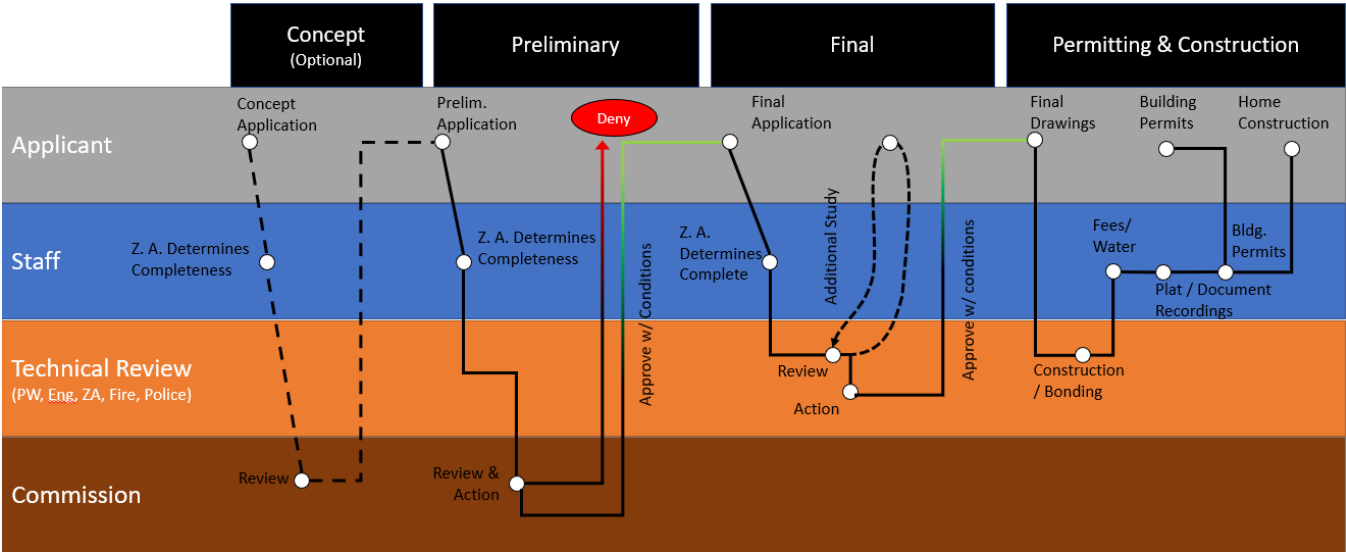 Concept
(Optional)
Preliminary
Final
Permitting & Construction
Applicant
Concept
Application
Prelim.
Application
Deny
Final
Application
Final
Drawings
Building
Permits
Home
Construction
Staff
Z. A. Determines
Completeness
Z. A. Determines
Completeness
Approve w/ Conditions
Z. A.
Determines
Complete
Additional Study
Approve w/ conditions
Fees/
Water
Bldg.
Permits
Plat / Document
Recordings
Technical Review
(PW, Eng, ZA, Fire, Police)
Review
Action
Construction
/ Bonding
Commission
Review
Review &
Action